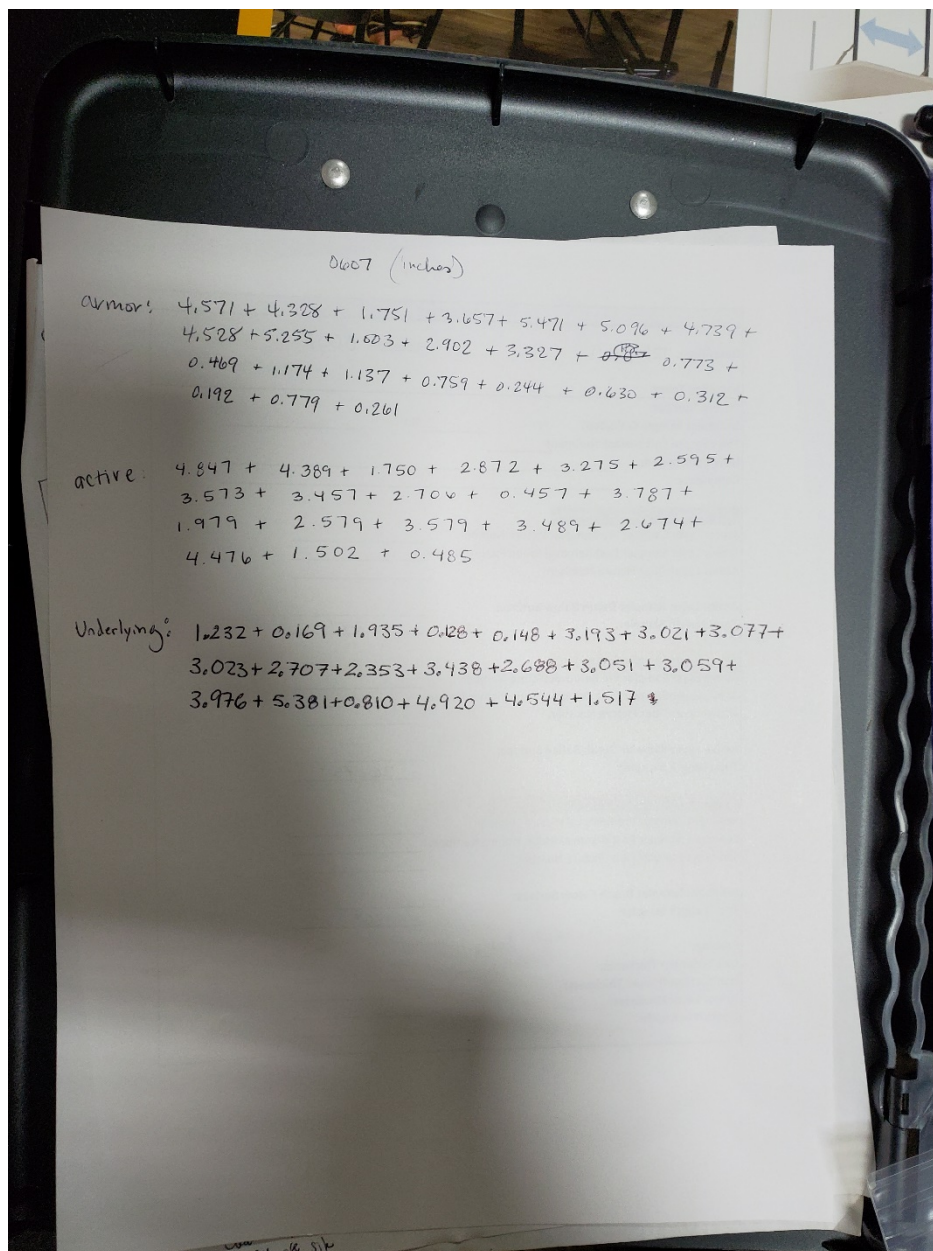 0607 (inches)
armor: 4.571 + 4.328 + 1.751 + 3.657 + 5.471 + 5.096 + 4.739 +
4.528 + 5.255 + 1.003 + 2.902 + 3.327 + 0.773 +
0.469 + 1.174 + 1.137 + 0.759 + 0.244 + 0.630 + 0.312 +
0.192 + 0.779 + 0.261
active: 4.847 + 4.389 + 1.750 + 2.872 + 3.275 + 2.595 +
3.573 + 3.457 + 2.706 + 0.457 + 3.787 +
1.979 + 2.579 + 3.579 + 3.489 + 2.674 +
4.476 + 1.502 + 0.485
Underlying: 1.232 + 0.169 + 1.935 + 0.128 + 0.148 + 3.193 + 3.021 + 3.077 +
3.023 + 2.707 + 2.353 + 3.438 + 2.688 + 3.051 + 3.059 +
3.976 + 5.381 + 0.810 + 4.920 + 4.544 + 1.517